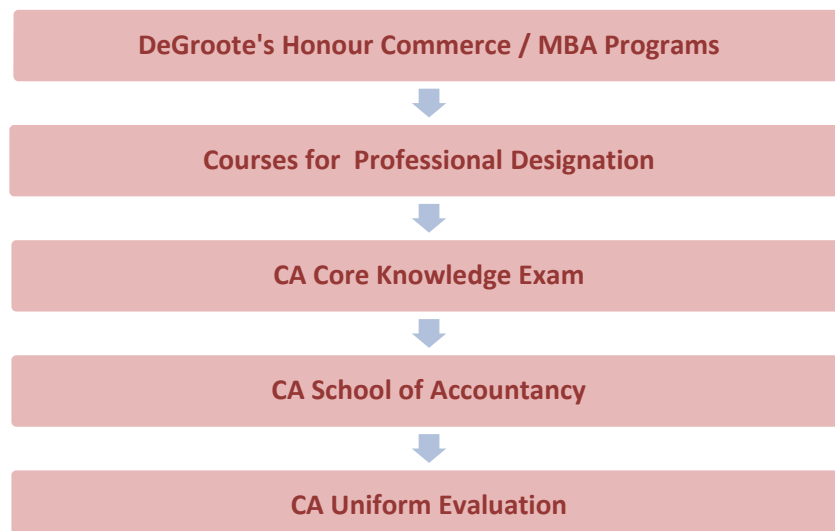 DeGroote's Honour Commerce / MBA Programs
Courses for Professional Designation
CA Core Knowledge Exam
CA School of Accountancy
CA Uniform Evaluation